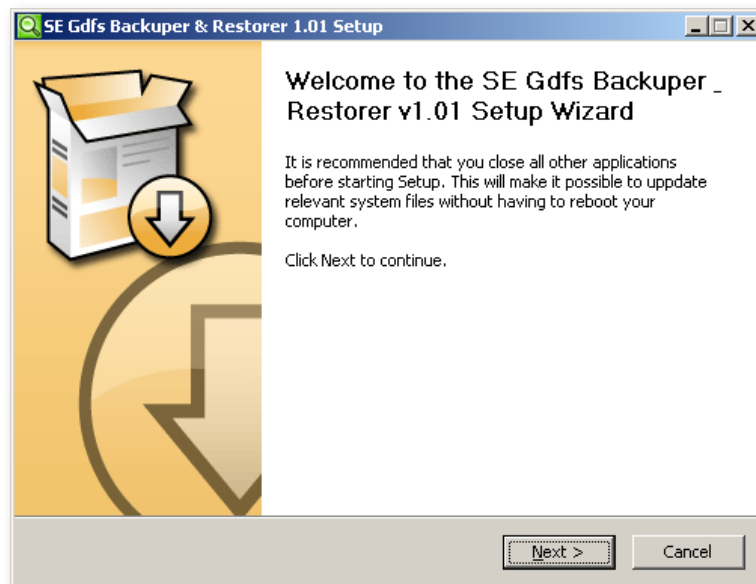 SE Gdfs Backuper & Restorer 1.01 Setup
Welcome to the SE Gdfs Backuper _
Restorer v1.01 Setup Wizard
It is recommended that you close all other applications
before starting Setup. This will make it possible to uppdate
relevant system files without having to reboot your
computer.
Click Next to continue.
Next >
Cancel